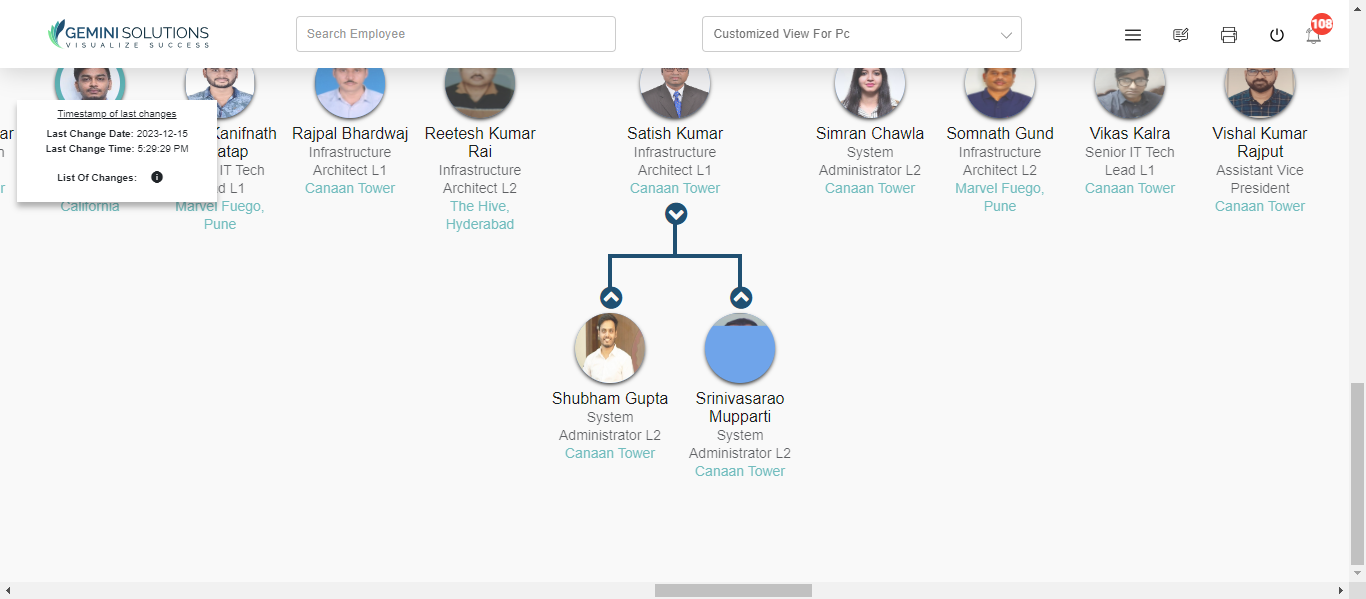 GEMINI SOLUTIONS
VISUALIZE SUCCESS
Search Employee
Customized View For Pc
108
Timestamp of last changes
Last Change Date: 2023-12-15
Last Change Time: 5:29:29 PM
List Of Changes:
California
Kanifnath
atap
IT Tech
d L1
Marvel Fuego,
Pune
Rajpal Bhardwaj
Infrastructure
Architect L1
Canaan Tower
Reetesh Kumar
Rai
Infrastructure
Architect L2
The Hive,
Hyderabad
Satish Kumar
Infrastructure
Architect L1
Canaan Tower
Simran Chawla
System
Administrator L2
Canaan Tower
Somnath Gund
Infrastructure
Architect L2
Marvel Fuego,
Pune
Vikas Kalra
Senior IT Tech
Lead L1
Canaan Tower
Vishal Kumar
Rajput
Assistant Vice
President
Canaan Tower
Shubham Gupta
System
Administrator L2
Canaan Tower
Srinivasarao
Mupparti
System
Administrator L2
Canaan Tower